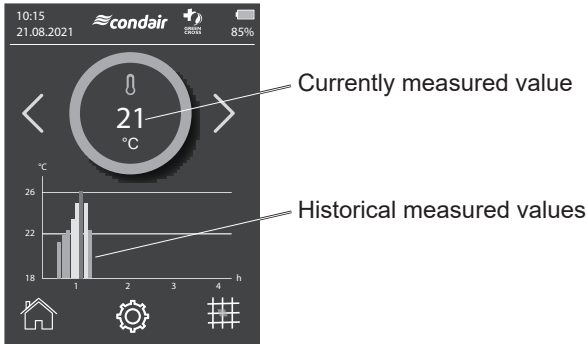 10:15
21.08.2021
condair
GREEN
CROSS
85%
21
°C
Currently measured value
°C
26
22
18
1 2 3 4 h
Historical measured values